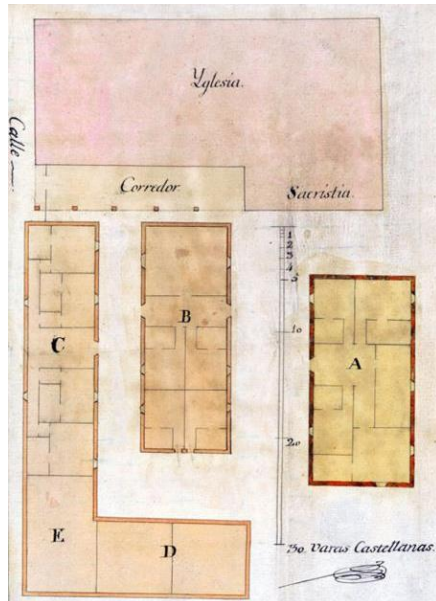 Yglesia.
Calle
Corredor.
Sacristia.
1
2
3
4
5
10
20
30. varas Castellanas.
A
B
C
D
E